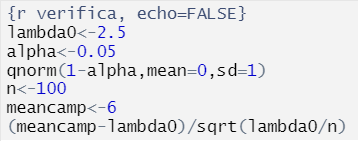 {r verifica, echo=FALSE}
lambda0<-2.5
alpha<-0.05
qnorm(1-alpha,mean=0,sd=1)
n<-100
meancamp<-6
(meancamp-lambda0)/sqrt(lambda0/n)